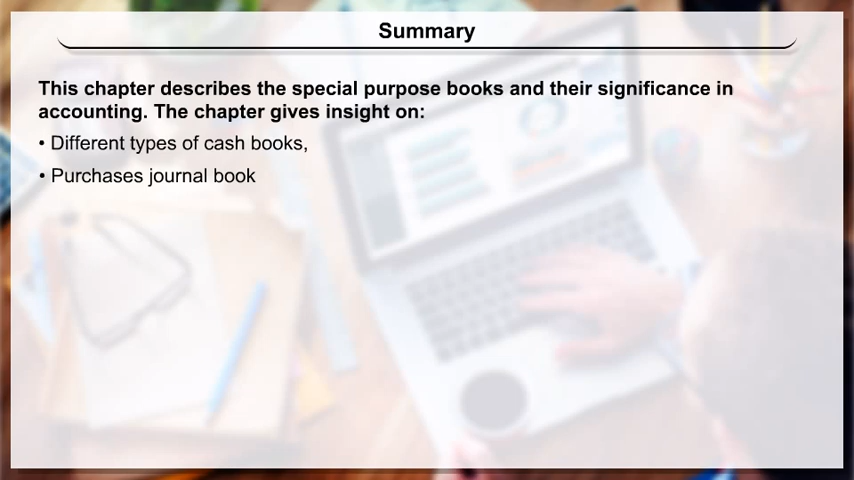 Summary
This chapter describes the special purpose books and their significance in
accounting. The chapter gives insight on:
• Different types of cash books,
• Purchases journal book